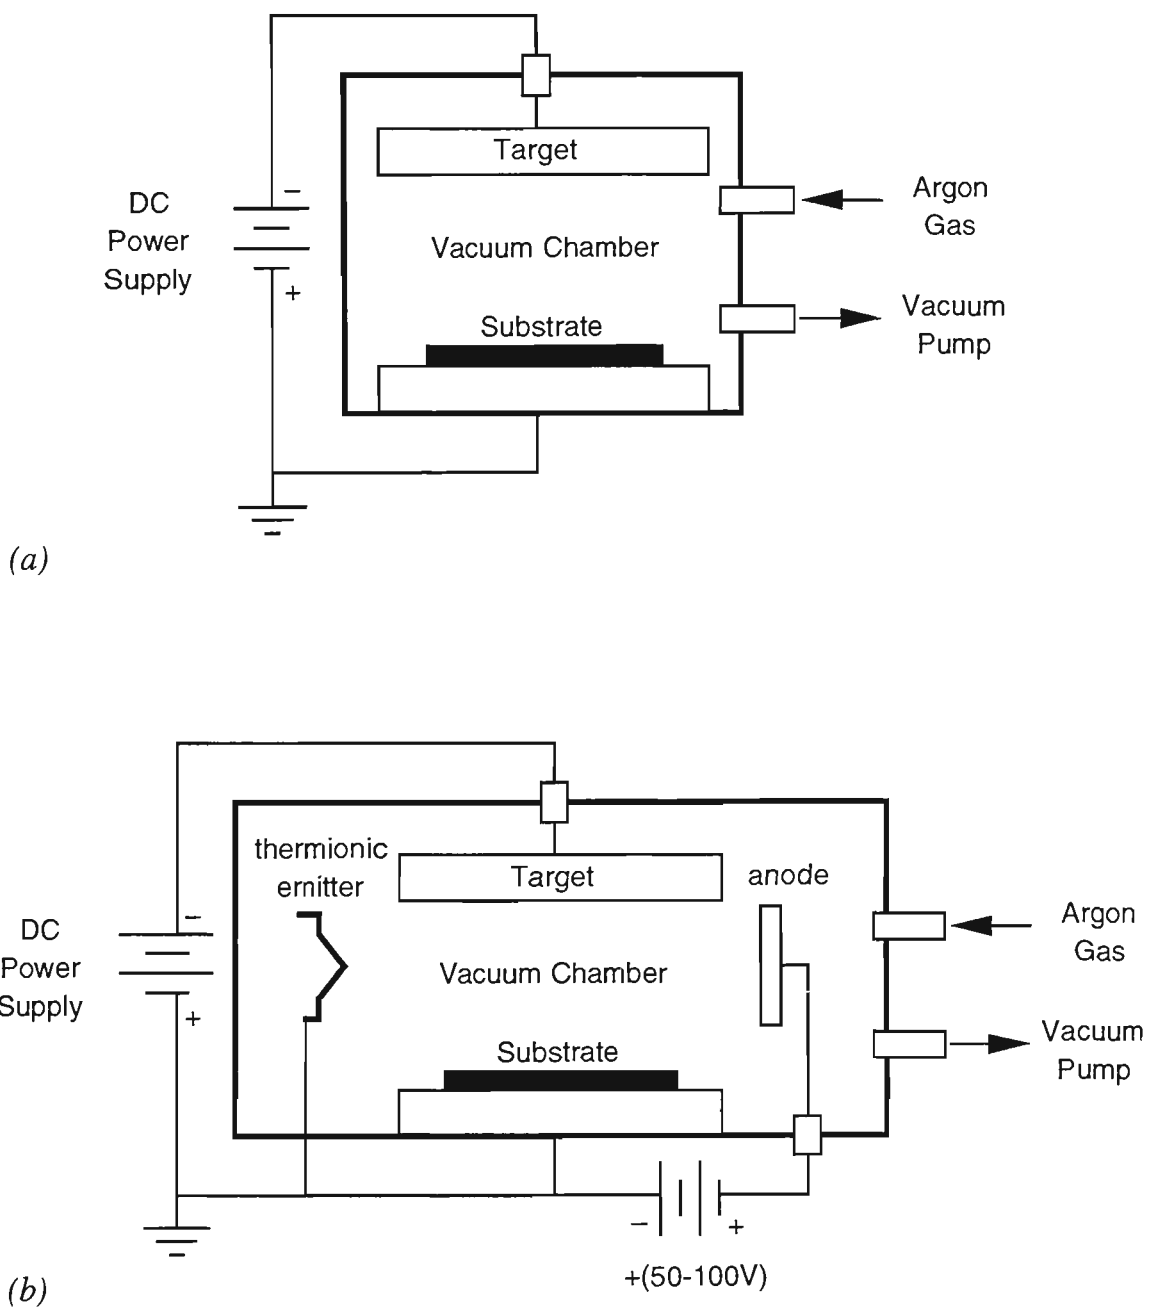 Target
DC
Power
Supply
−
+
Vacuum Chamber
Argon
Gas
Vacuum
Pump
Substrate
(a)
thermionic
emitter
Target
anode
DC
Power
Supply
−
+
Vacuum Chamber
Argon
Gas
Vacuum
Pump
Substrate
− +
+(50-100V)
(b)